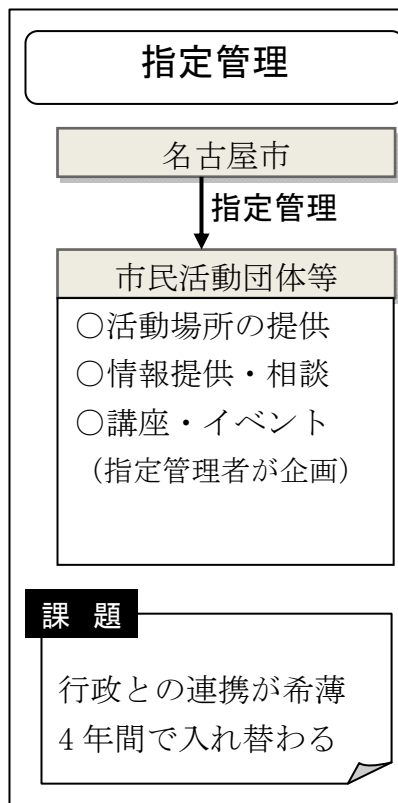 指定管理
名古屋市
指定管理
市民活動団体等
○活動場所の提供
○情報提供・相談
○講座・イベント
（指定管理者が企画）
課 題
行政との連携が希薄
4 年間で入れ替わる